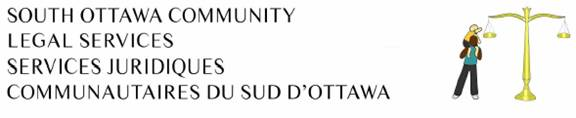 SOUTH OTTAWA COMMUNITY
LEGAL SERVICES
SERVICES JURIDIQUES
COMMUNAUTAIRES DU SUD D'OTTAWA